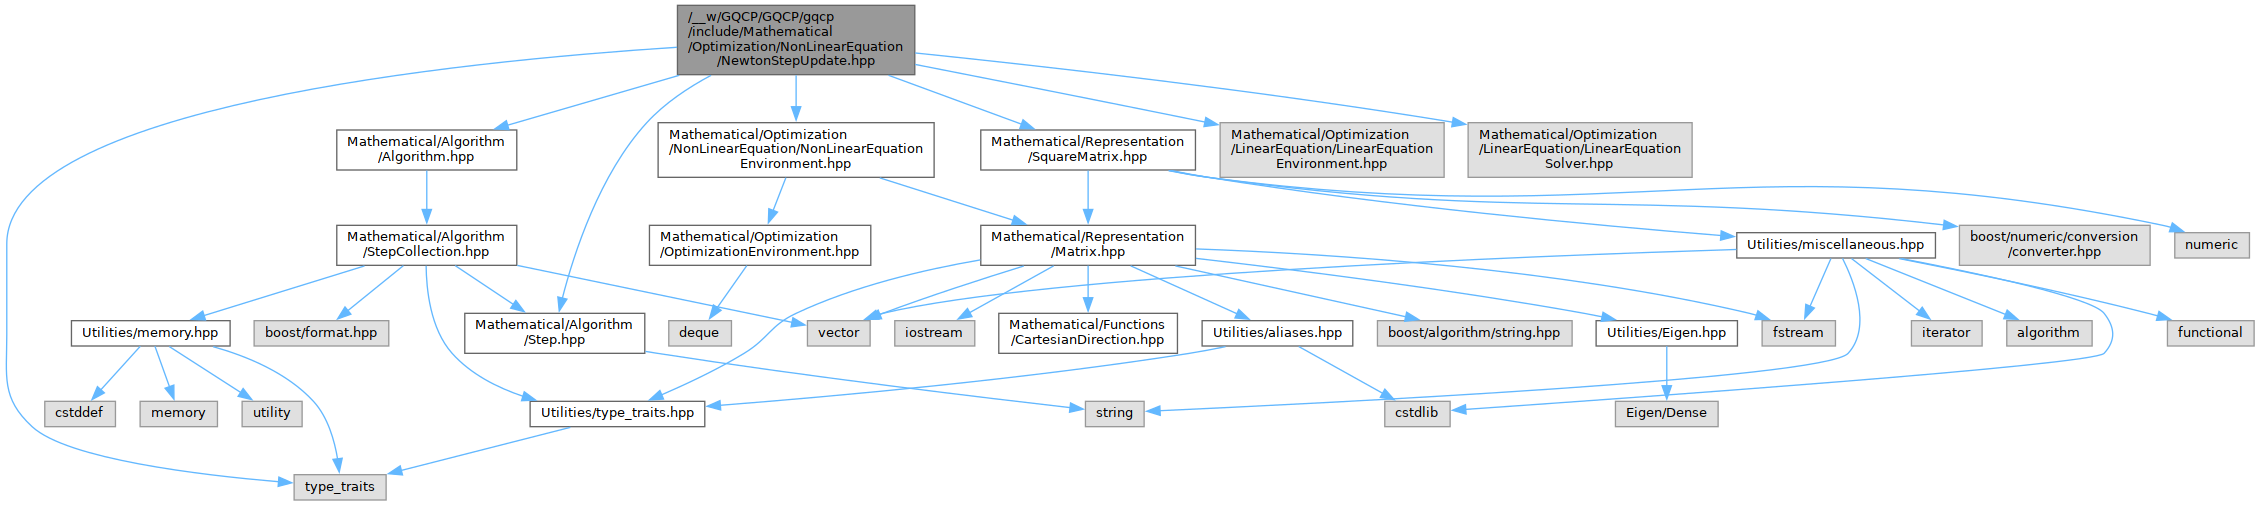 /__w/GQCP/GQCP/gqcp
/include/Mathematical
/Optimization/NonLinearEquation
/NewtonStepUpdate.hpp
Mathematical/Algorithm
/Algorithm.hpp
Mathematical/Optimization
/NonLinearEquation/NonLinearEquation
Environment.hpp
Mathematical/Representation
/SquareMatrix.hpp
Mathematical/Optimization
/LinearEquation/LinearEquation
Environment.hpp
Mathematical/Optimization
/LinearEquation/LinearEquation
Solver.hpp
Mathematical/Algorithm
/StepCollection.hpp
Mathematical/Optimization
/OptimizationEnvironment.hpp
Mathematical/Representation
/Matrix.hpp
Utilities/miscellaneous.hpp
boost/numeric/conversion
/converter.hpp
numeric
Utilities/memory.hpp
boost/format.hpp
Mathematical/Algorithm
/Step.hpp
deque
vector
iostream
Mathematical/Functions
/CartesianDirection.hpp
Utilities/aliases.hpp
boost/algorithm/string.hpp
Utilities/Eigen.hpp
fstream
iterator
algorithm
functional
cstddef
memory
utility
Utilities/type_traits.hpp
string
cstdlib
Eigen/Dense
type_traits